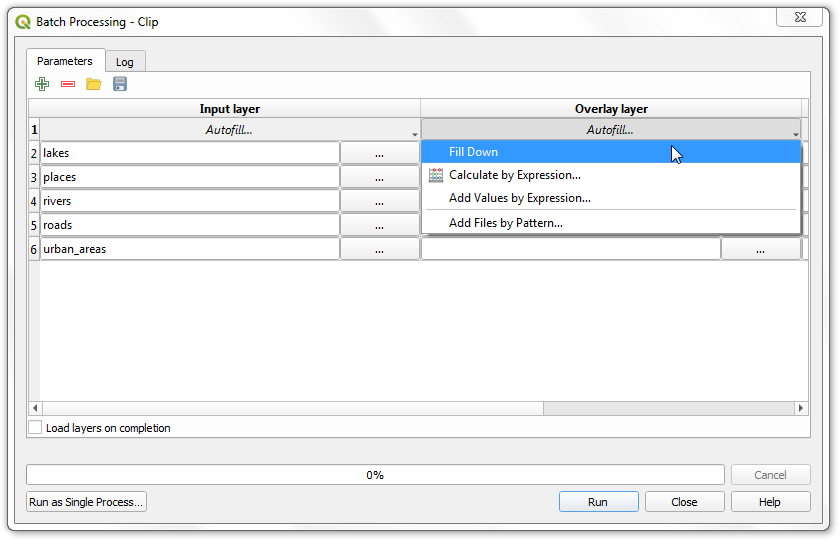 Batch Processing - Clip
Parameters Log
Input layer Overlay layer
1 Autofill... Autofill...
2 lakes ... Fill Down
3 places ... Calculate by Expression...
4 rivers ... Add Values by Expression...
5 roads ... Add Files by Pattern...
6 urban_areas ... ...
Load layers on completion
0% Cancel
Run as Single Process... Run Close Help